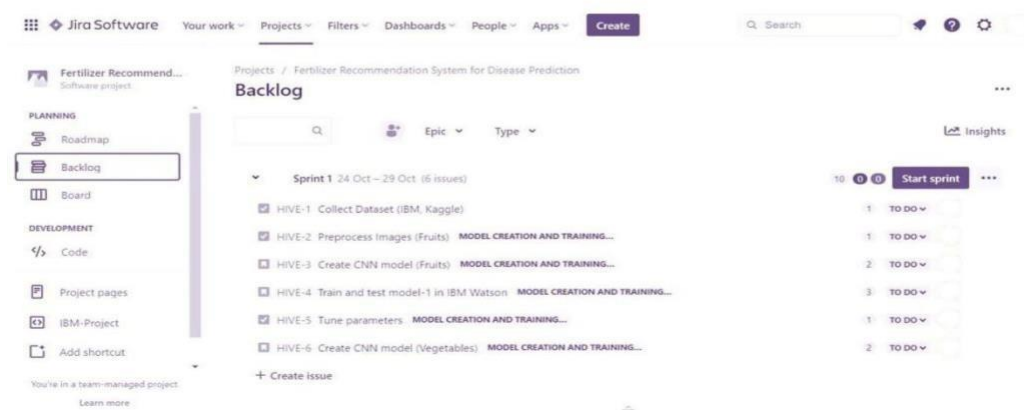 Jira Software Your work Projects Filters Dashboards People Apps Create Search
Fertilizer Recommend...
Software project
PLANNING
Roadmap
Backlog
Board
DEVELOPMENT
Code
Project pages
IBM-Project
Add shortcut
You're in a team-managed project
Learn more
Projects / Fertilizer Recommendation System for Disease Prediction
Backlog
Epic Type Insights
Sprint 1 24 Oct – 29 Oct (6 issues) 10 0 0 Start sprint
HIVE-1 Collect Dataset (IBM, Kaggle) 1 TO DO
HIVE-2 Preprocess Images (Fruits) MODEL CREATION AND TRAINING... 1 TO DO
HIVE-3 Create CNN model (Fruits) MODEL CREATION AND TRAINING... 2 TO DO
HIVE-4 Train and test model-1 in IBM Watson MODEL CREATION AND TRAINING... 3 TO DO
HIVE-5 Tune parameters MODEL CREATION AND TRAINING... 1 TO DO
HIVE-6 Create CNN model (Vegetables) MODEL CREATION AND TRAINING... 2 TO DO
+ Create issue